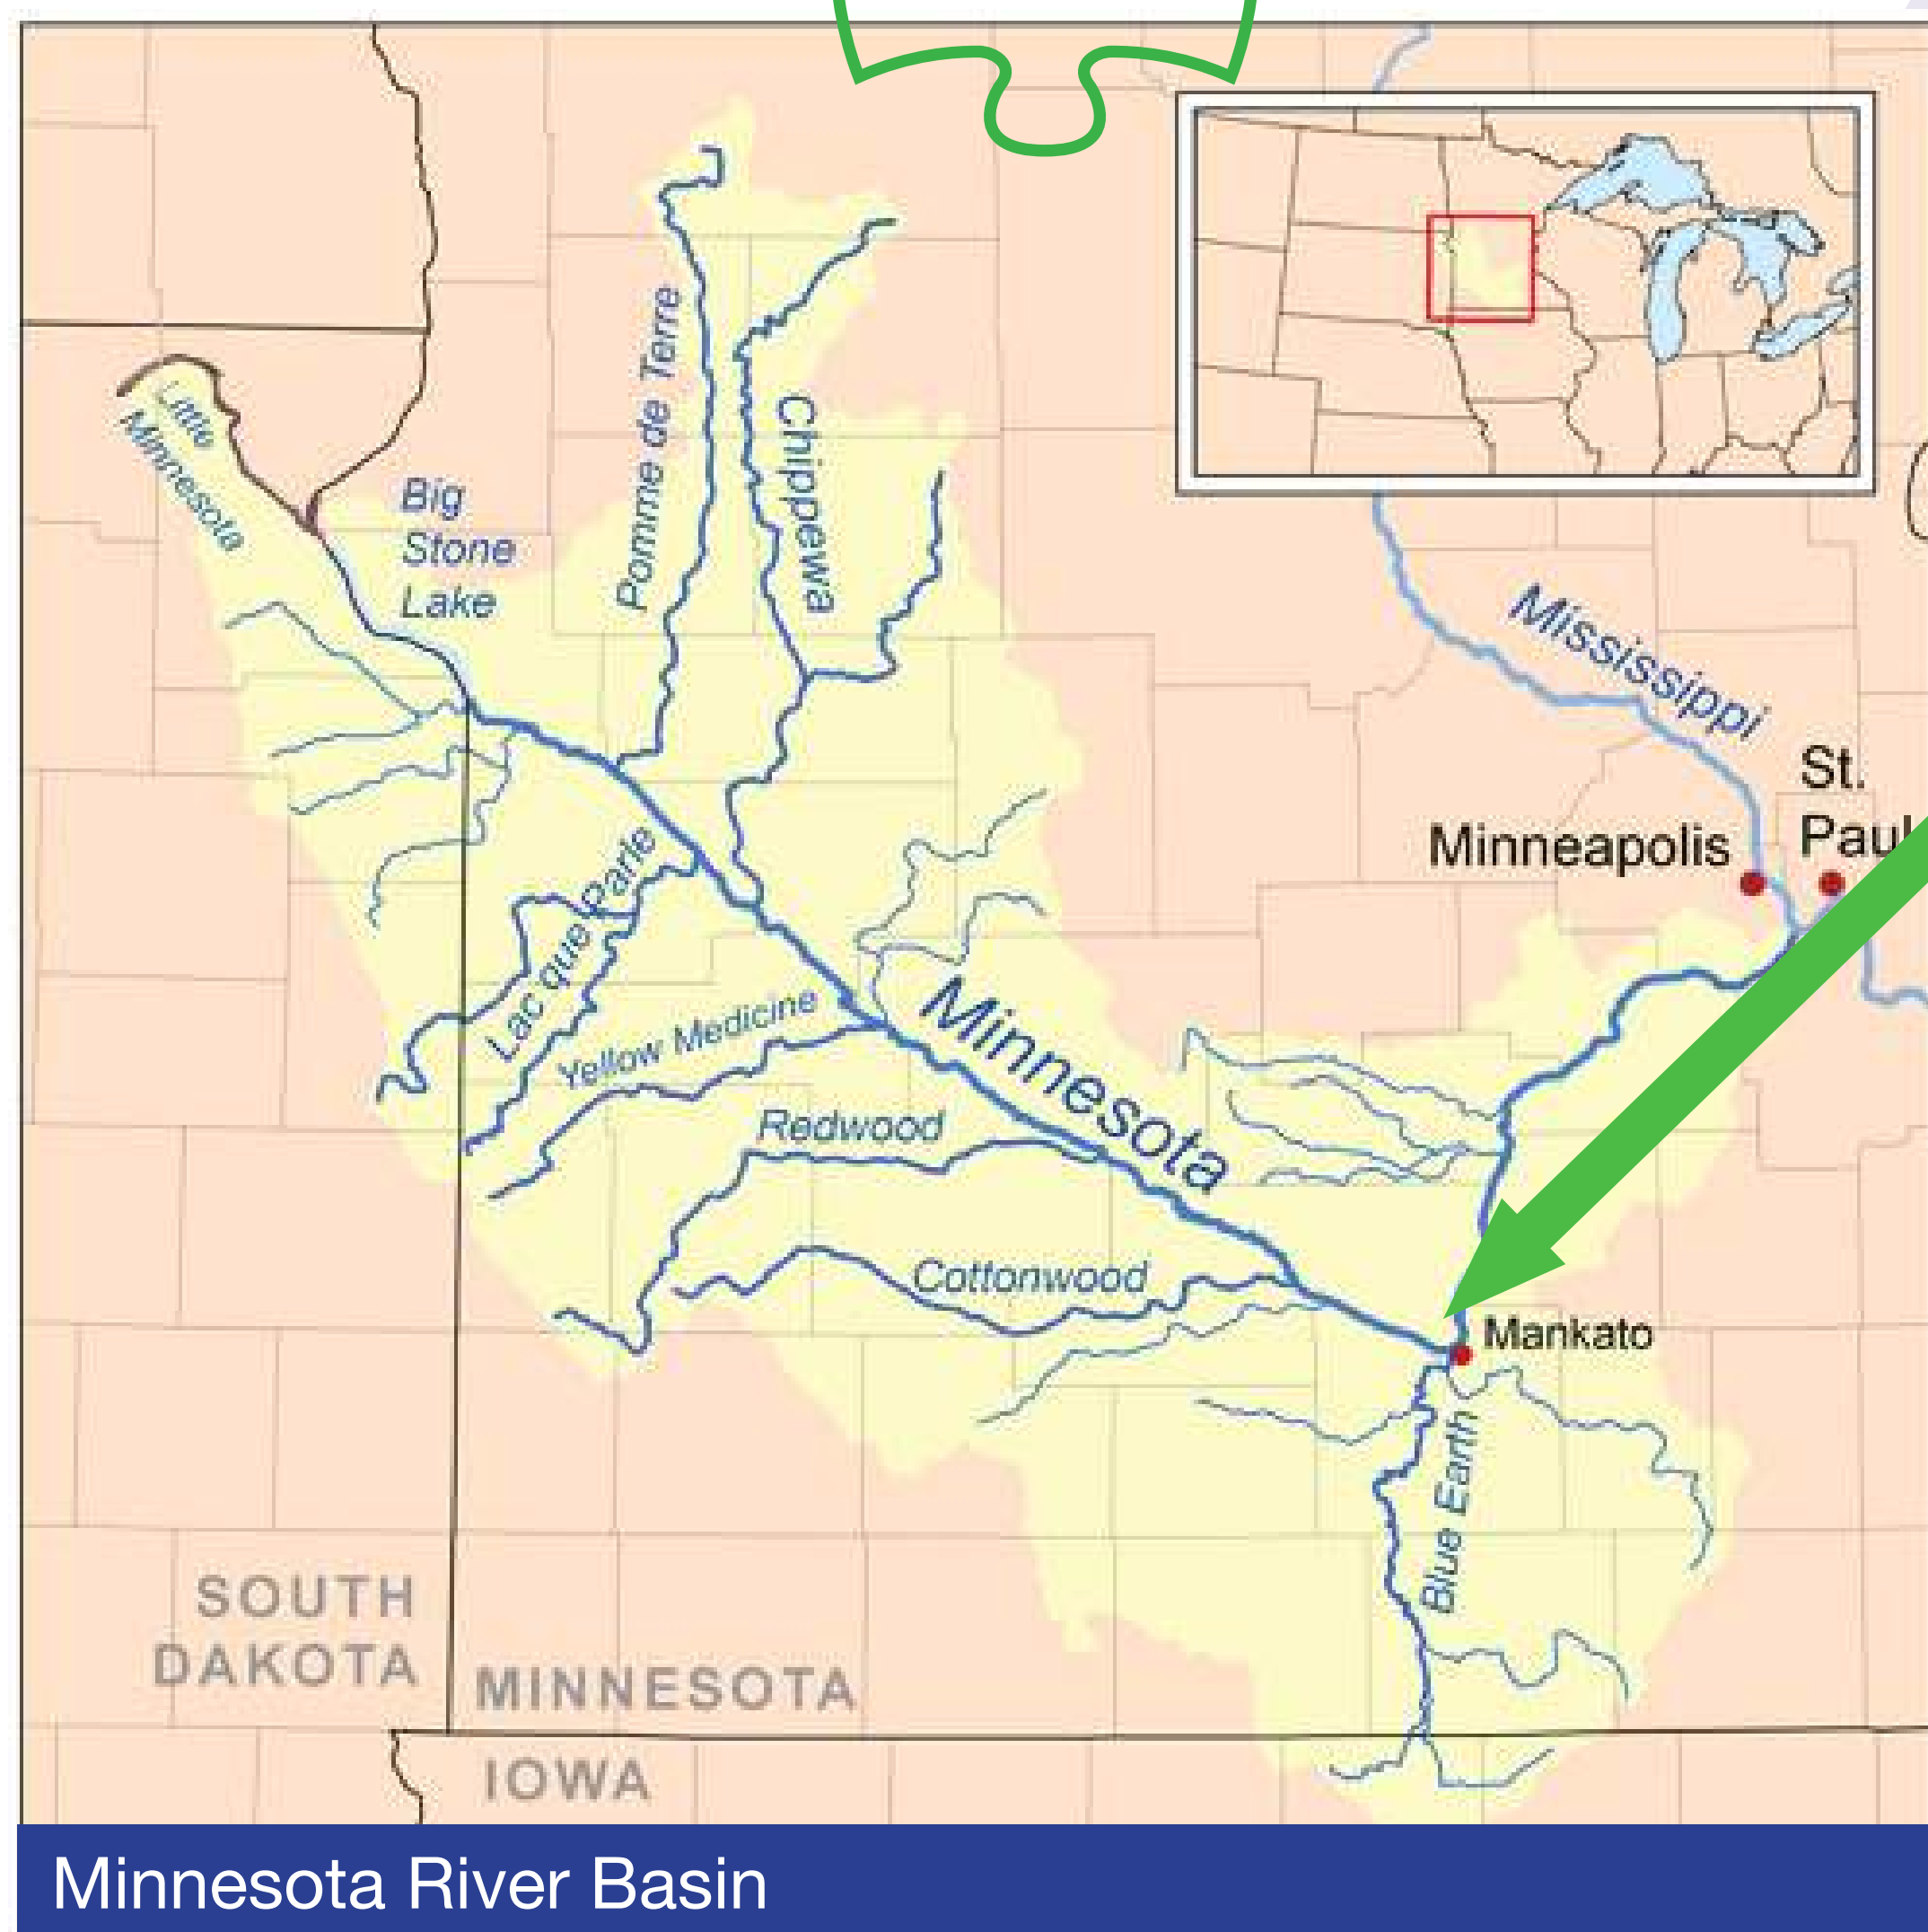 Little
Minnesota
Big
Stone
Lake
Pomme de Terre
Chippewa
Mississippi
St.
Paul
Minneapolis
Lac que Parle
Yellow Medicine
Minnesota
Redwood
Cottonwood
Mankato
Blue Earth
SOUTH
DAKOTA
MINNESOTA
IOWA
Minnesota River Basin